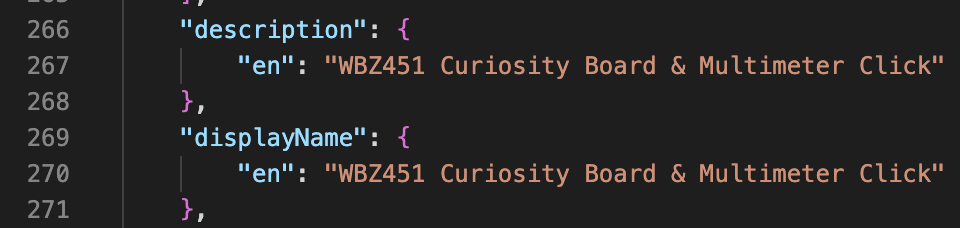 266 "description": {
267 "en": "WBZ451 Curiosity Board & Multimeter Click"
268 },
269 "displayName": {
270 "en": "WBZ451 Curiosity Board & Multimeter Click"
271 },